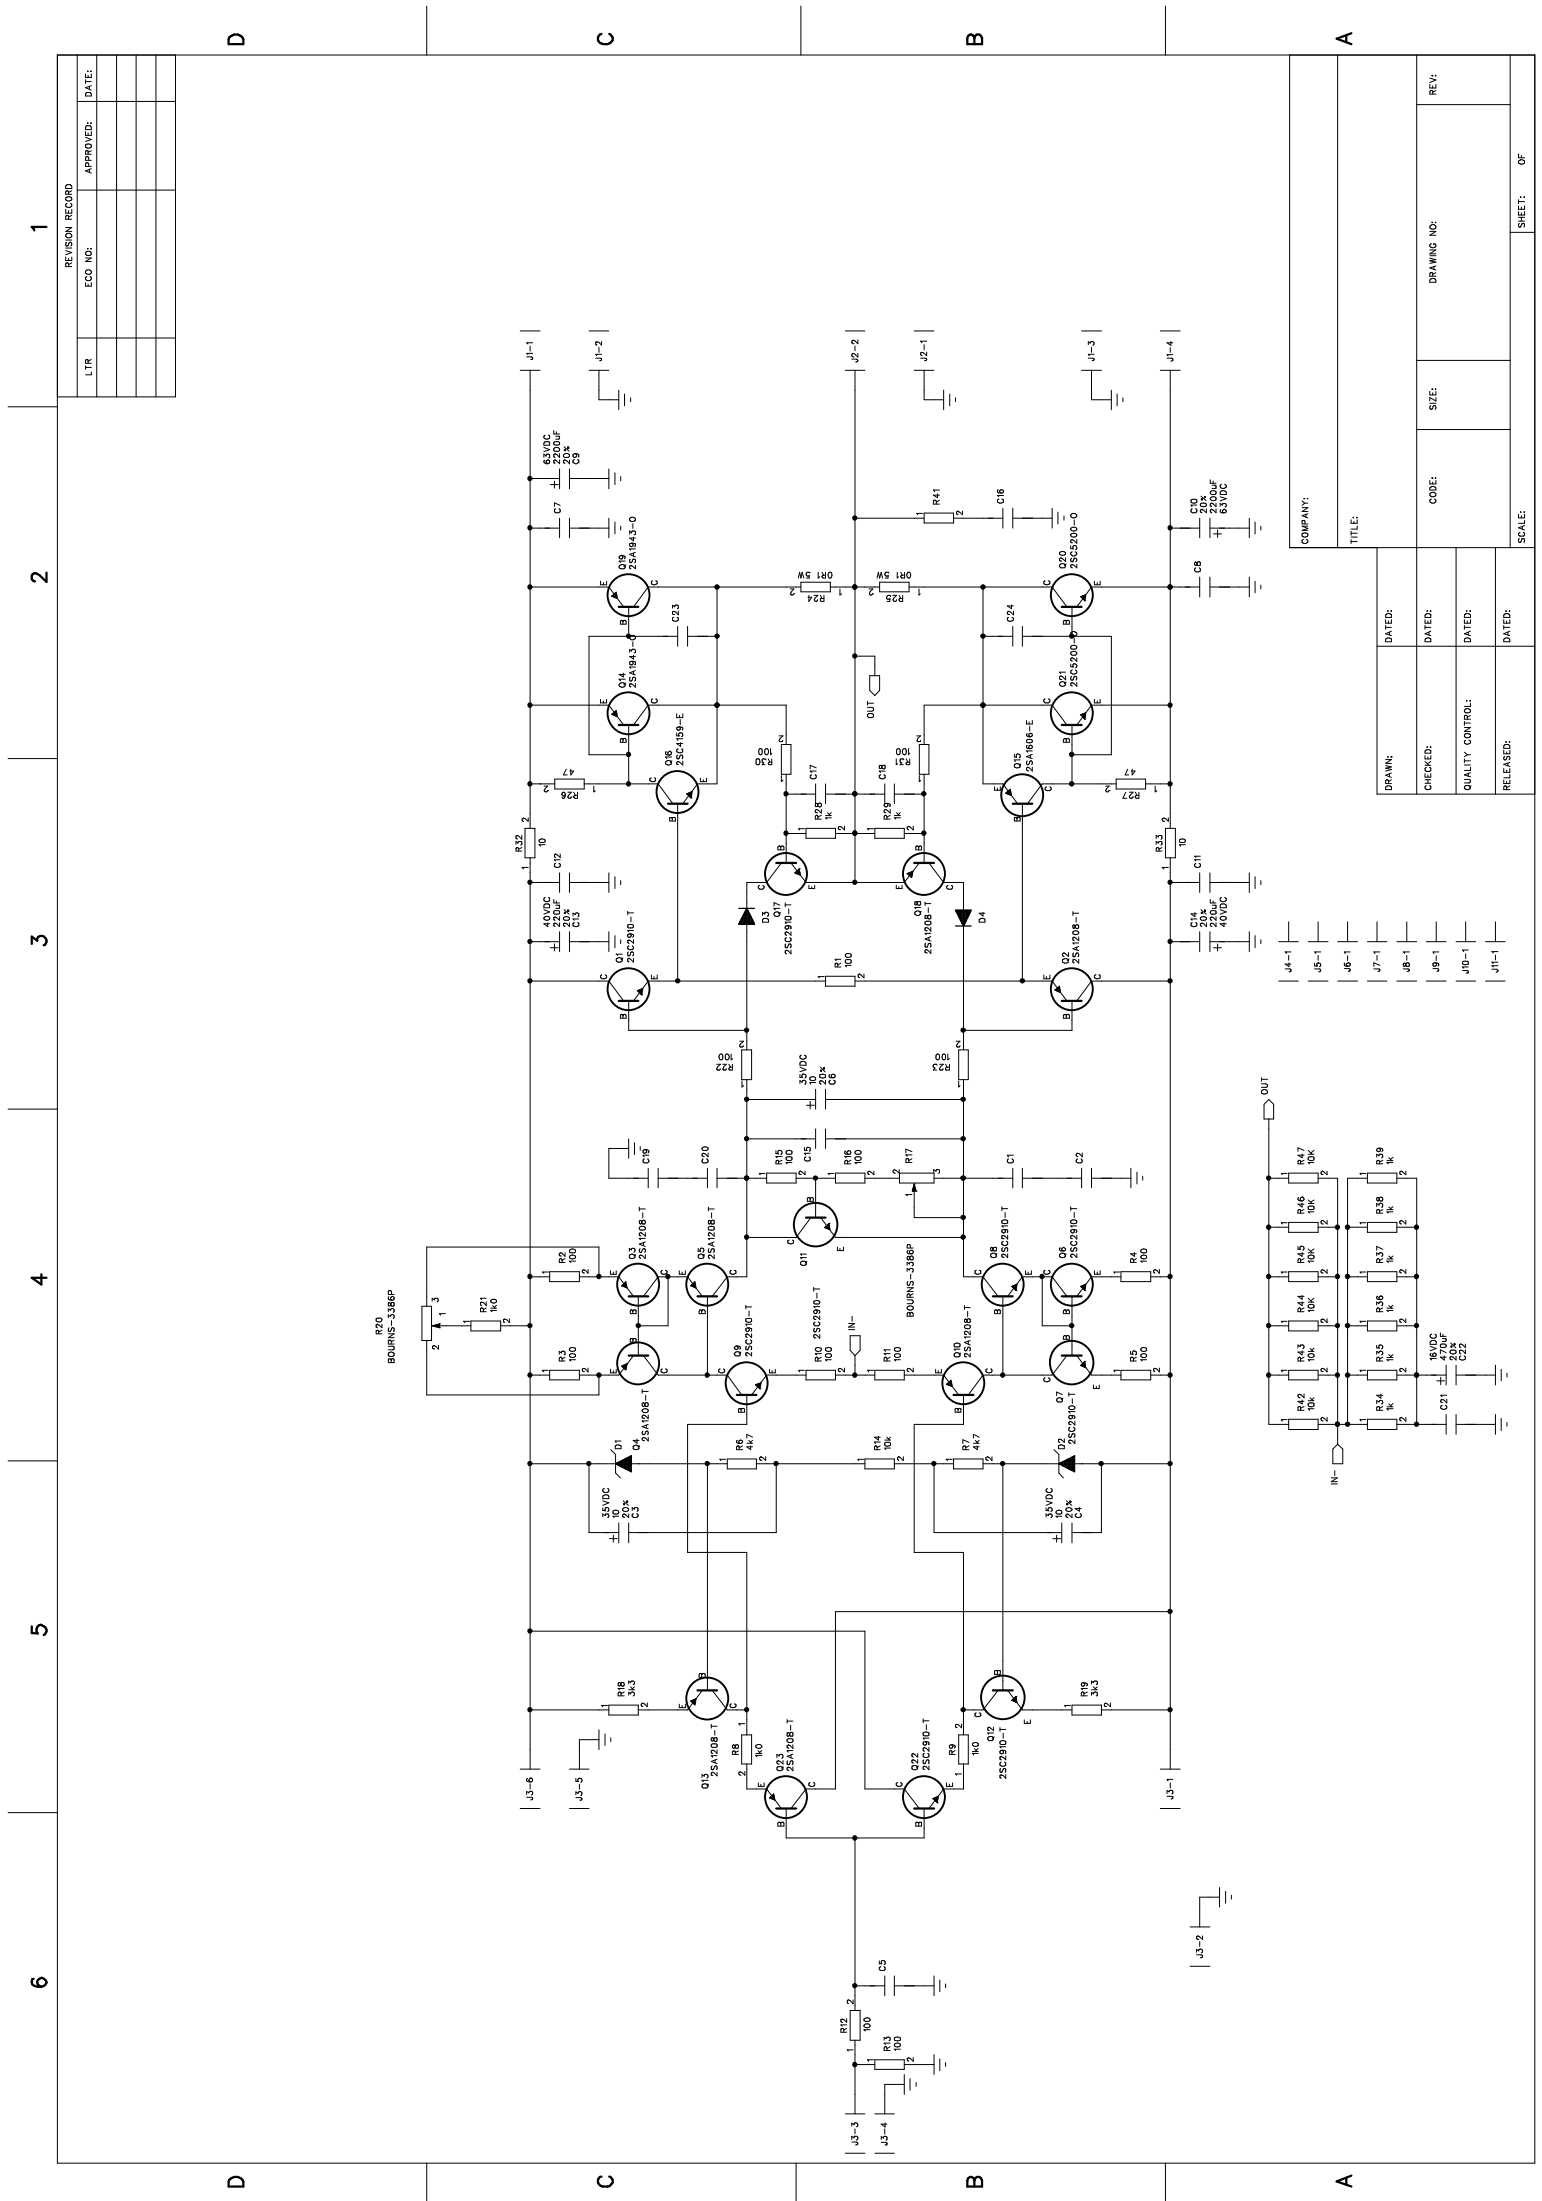 D
C
B
A
1
2
3
4
5
6
D
C
B
A
REVISION RECORD
LTR
ECO NO:
APPROVED:
DATE:
COMPANY:
TITLE:
DRAWN:
DATED:
CHECKED:
DATED:
QUALITY CONTROL:
DATED:
RELEASED:
DATED:
CODE:
SIZE:
DRAWING NO:
REV:
SCALE:
SHEET:
OF
J1-1
J1-2
J2-2
J2-1
J1-3
J1-4
63VDC
2200uF
20%
C9
C7
Q19
2SA1943-O
C23
Q14
2SA1943-O
Q16
2SC4159-E
R26
47
R32
10
C12
40VDC
220uF
20%
C13
Q1
2SC2910-T
R24
0R1 5W
R25
0R1 5W
R41
C16
OUT
R30
100
R31
100
C17
C18
R28
1k
R29
1k
Q17
2SC2910-T
Q18
2SA1208-T
D3
D4
R1
100
Q20
2SC5200-O
C24
Q21
2SC5200-O
Q15
2SA1606-E
R27
47
R33
10
C10
20%
2200uF
63VDC
C8
C11
C14
20%
220uF
40VDC
Q2
2SA1208-T
J4-1
J5-1
J6-1
J7-1
J8-1
J9-1
J10-1
J11-1
R22
100
R23
100
35VDC
10
20%
C6
C15
C19
C20
R15
100
R16
100
R17
C1
C2
Q11
BOURNS-3386P
R20
BOURNS-3386P
R21
1k0
R2
100
R3
100
Q3
2SA1208-T
Q5
2SA1208-T
Q4
2SA1208-T
Q9
2SC2910-T
R10
100
2SC2910-T
IN-
R11
100
Q10
2SA1208-T
Q8
2SC2910-T
Q6
2SC2910-T
Q7
2SC2910-T
R4
100
R5
100
D1
R6
4k7
R14
10k
R7
4k7
D2
35VDC
10
20%
C3
35VDC
10
20%
C4
R18
3k3
Q13
2SA1208-T
R8
1k0
Q23
2SA1208-T
Q22
2SC2910-T
R9
1k0
Q12
2SC2910-T
R19
3k3
J3-6
J3-5
J3-1
J3-2
C5
R12
100
R13
100
J3-3
J3-4
OUT
R47
10K
R46
10K
R45
10K
R44
10K
R43
10K
R42
10k
R39
1k
R38
1k
R37
1k
R36
1k
R35
1k
R34
1k
16VDC
470uF
20%
C22
C21
IN-